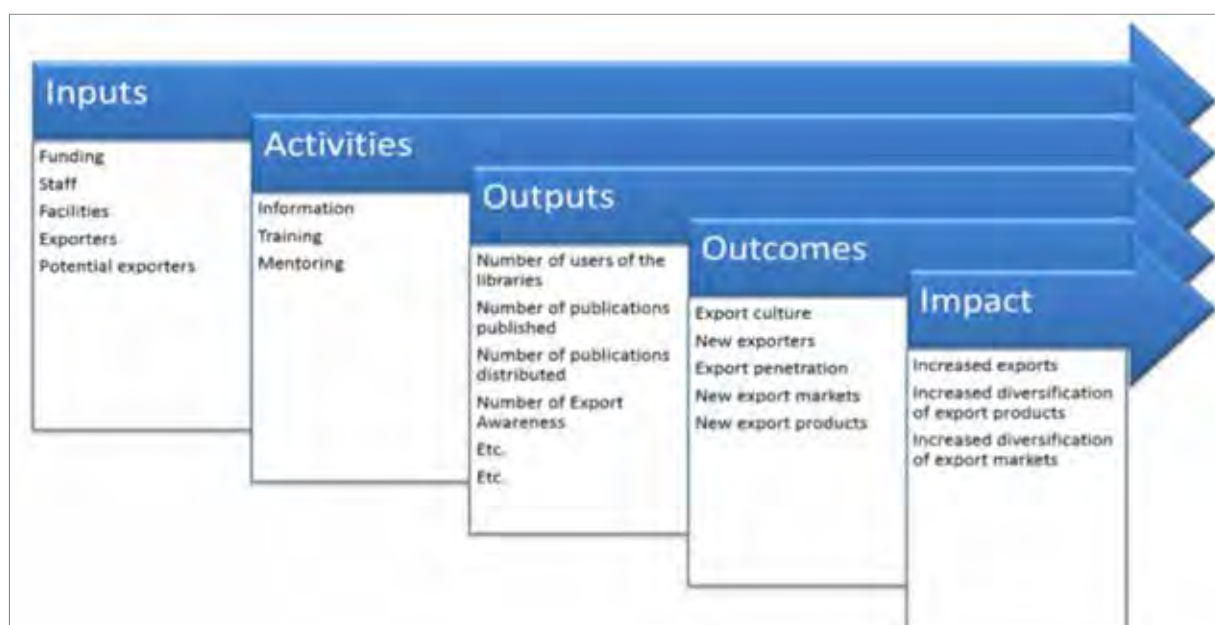 Inputs
Funding
Staff
Facilities
Exporters
Potential exporters
Activities
Information
Training
Mentoring
Outputs
Number of users of the
libraries
Number of publications
published
Number of publications
distributed
Number of Export
Awareness
Etc.
Etc.
Outcomes
Export culture
New exporters
Export penetration
New export markets
New export products
Impact
Increased exports
Increased diversification
of export products
Increased diversification
of export markets